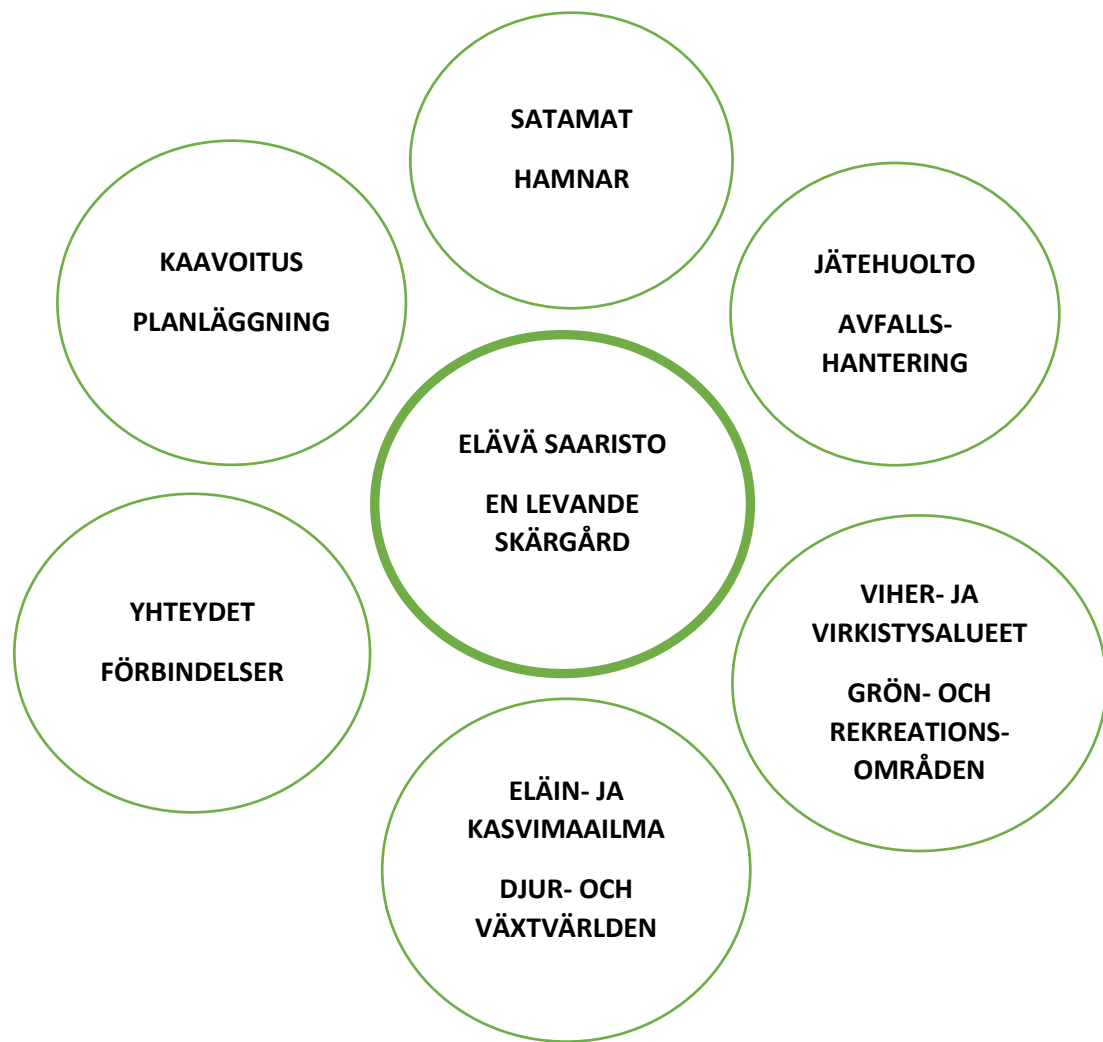 SATAMAT
HAMNAR
KAAVOITUS
PLANLÄGGNING
JÄTEHUOLTO
AVFALLS-
HANTERING
ELÄVÄ SAARISTO
EN LEVANDE
SKÄRGÅRD
YHTEYDET
FÖRBINDELSER
VIHER- JA
VIRKISTYSALUEET
GRÖN- OCH
REKREATIONS-
OMRÅDEN
ELÄIN- JA
KASVIMAAILMA
DJUR- OCH
VÄXTVÄRLDEN